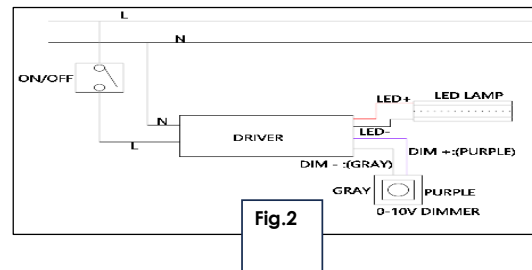 L
N
ON/OFF
LED+
LED LAMP
N
DRIVER
LED-
L
DIM +:(PURPLE)
DIM - :(GRAY)
GRAY
PURPLE
0-10V DIMMER
Fig.2